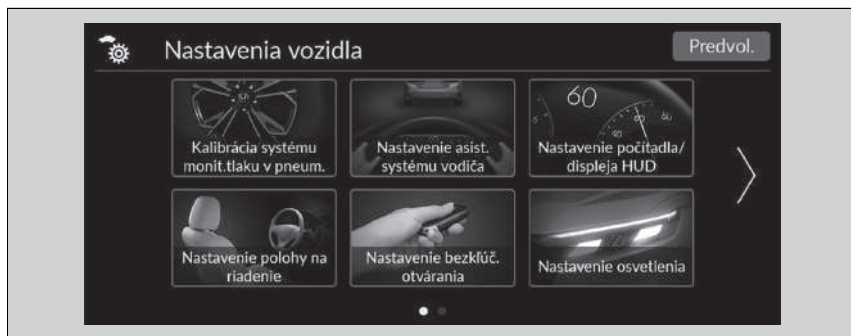 Nastavenia vozidla
Predvol.
60
Kalibrácia systému
monit.tlaku v pneum.
Nastavenie asist.
systému vodiča
Nastavenie počítadla/
displeja HUD
Nastavenie polohy na
riadenie
Nastavenie bezkľúč.
otvárania
Nastavenie osvetlenia